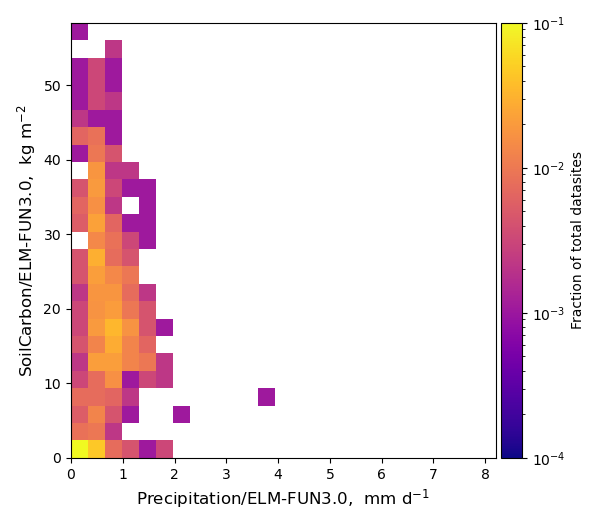 50
40
30
20
10
0
0 1 2 3 4 5 6 7 8
SoilCarbon/ELM-FUN3.0, kg m⁻²
Precipitation/ELM-FUN3.0, mm d⁻¹
10⁻¹
10⁻²
10⁻³
10⁻⁴
Fraction of total datasites